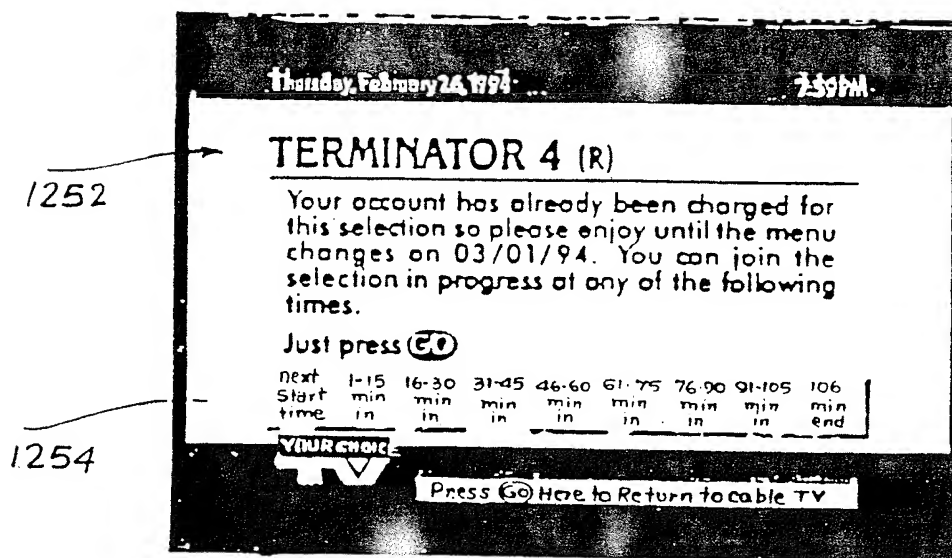 Thursday, February 26, 1994 7:59PM
TERMINATOR 4 (R)
1252
Your account has already been charged for
this selection so please enjoy until the menu
changes on 03/01/94. You can join the
selection in progress at any of the following
times.
Just press GO
next start time 1-15 min in 16-30 min in 31-45 min in 46-60 min in 61-75 min in 76-90 min in 91-105 min in 106 min end
1254
YOUR CHOICE
TV
Press GO Here to Return to cable TV